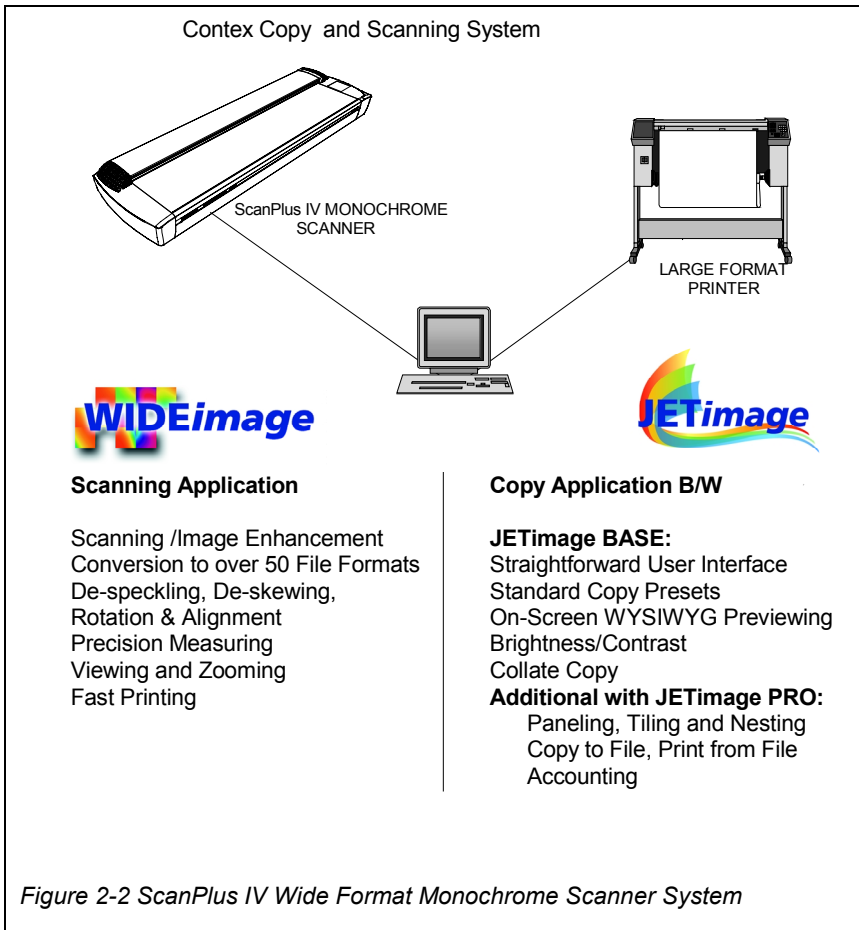 Contex Copy and Scanning System
ScanPlus IV MONOCHROME
SCANNER
LARGE FORMAT
PRINTER
WIDEimage
JETimage
Scanning Application
Scanning /Image Enhancement
Conversion to over 50 File Formats
De-speckling, De-skewing,
Rotation & Alignment
Precision Measuring
Viewing and Zooming
Fast Printing
Copy Application B/W
JETimage BASE:
Straightforward User Interface
Standard Copy Presets
On-Screen WYSIWYG Previewing
Brightness/Contrast
Collate Copy
Additional with JETimage PRO:
Paneling, Tiling and Nesting
Copy to File, Print from File
Accounting
Figure 2-2 ScanPlus IV Wide Format Monochrome Scanner System